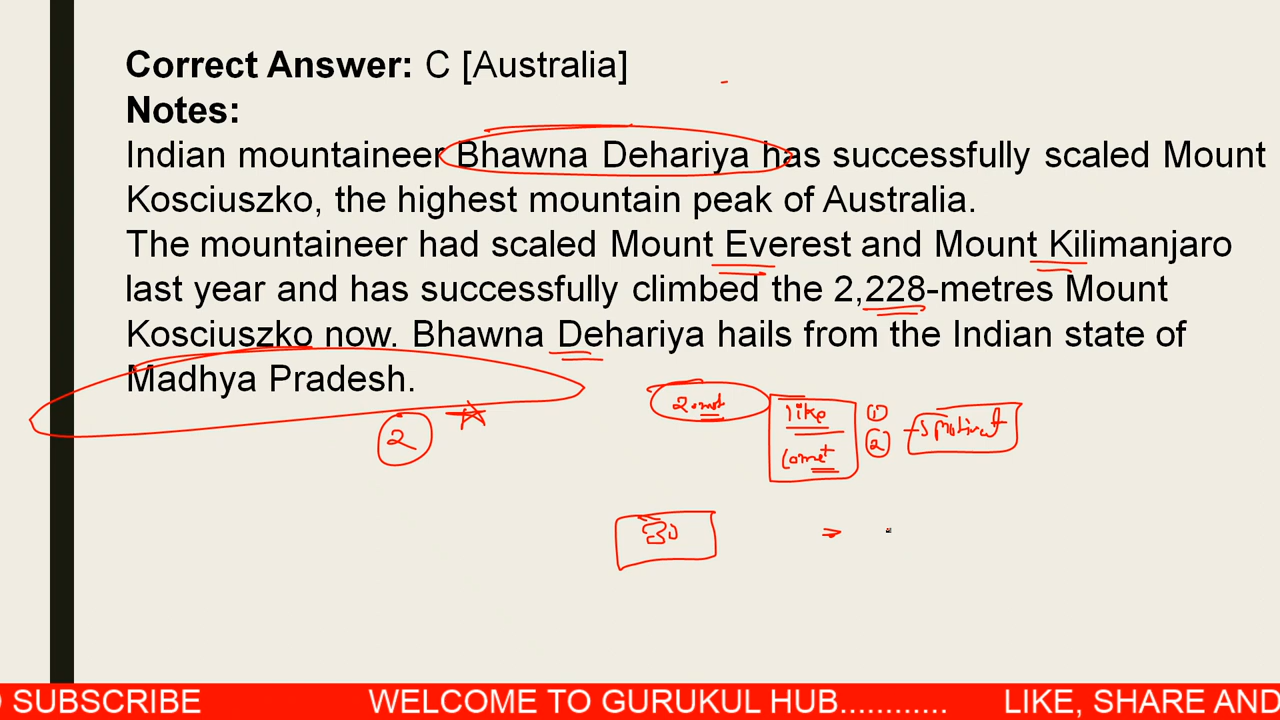 Correct Answer: C [Australia]
Notes:
Indian mountaineer Bhawna Dehariya has successfully scaled Mount
Kosciuszko, the highest mountain peak of Australia.
The mountaineer had scaled Mount Everest and Mount Kilimanjaro
last year and has successfully climbed the 2,228-metres Mount
Kosciuszko now. Bhawna Dehariya hails from the Indian state of
Madhya Pradesh.
like 1
2 2
30
SUBSCRIBE WELCOME TO GURUKUL HUB............ LIKE, SHARE AND